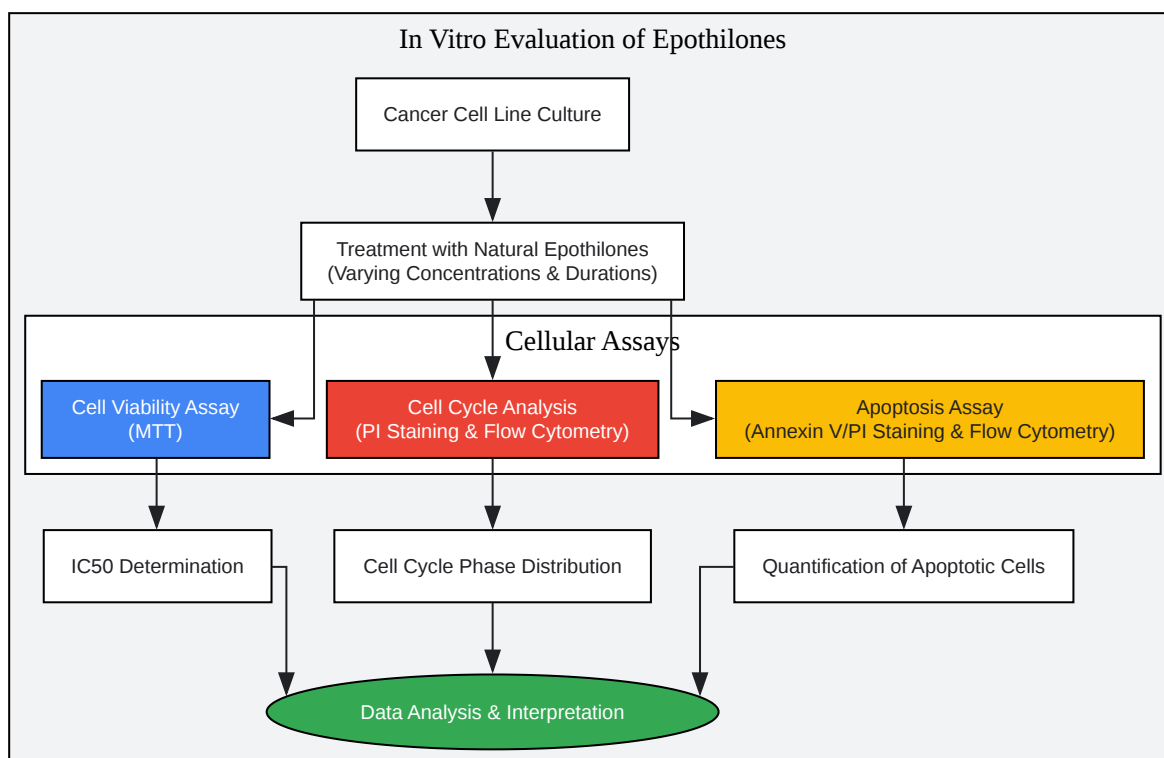 In Vitro Evaluation of Epothilones
Cancer Cell Line Culture
Treatment with Natural Epothilones
(Varying Concentrations & Durations)
Cellular Assays
Cell Viability Assay
(MTT)
Cell Cycle Analysis
(PI Staining & Flow Cytometry)
Apoptosis Assay
(Annexin V/PI Staining & Flow Cytometry)
IC50 Determination
Cell Cycle Phase Distribution
Quantification of Apoptotic Cells
Data Analysis & Interpretation